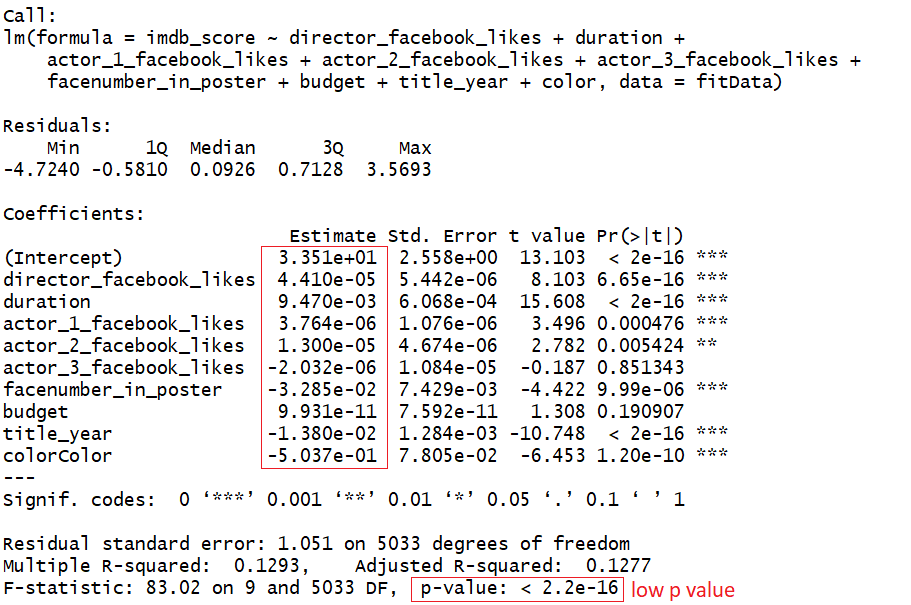 Call:
lm(formula = imdb_score ~ director_facebook_likes + duration +
    actor_1_facebook_likes + actor_2_facebook_likes + actor_3_facebook_likes +
    facenumber_in_poster + budget + title_year + color, data = fitData)

Residuals:
    Min      1Q  Median      3Q     Max
-4.7240 -0.5810  0.0926  0.7128  3.5693

Coefficients:
                          Estimate Std. Error t value Pr(>|t|)
(Intercept)              3.351e+01  2.558e+00  13.103  < 2e-16 ***
director_facebook_likes  4.410e-05  5.442e-06   8.103 6.65e-16 ***
duration                 9.470e-03  6.068e-04  15.608  < 2e-16 ***
actor_1_facebook_likes   3.764e-06  1.076e-06   3.496 0.000476 ***
actor_2_facebook_likes   1.300e-05  4.674e-06   2.782 0.005424 **
actor_3_facebook_likes  -2.032e-06  1.084e-05  -0.187 0.851343
facenumber_in_poster    -3.285e-02  7.429e-03  -4.422 9.99e-06 ***
budget                   9.931e-11  7.592e-11   1.308 0.190907
title_year              -1.380e-02  1.284e-03 -10.748  < 2e-16 ***
colorColor              -5.037e-01  7.805e-02  -6.453 1.20e-10 ***
---
Signif. codes:  0 ‘***’ 0.001 ‘**’ 0.01 ‘*’ 0.05 ‘.’ 0.1 ‘ ’ 1

Residual standard error: 1.051 on 5033 degrees of freedom
Multiple R-squared:  0.1293,    Adjusted R-squared:  0.1277
F-statistic: 83.02 on 9 and 5033 DF,  p-value: < 2.2e-16 low p value